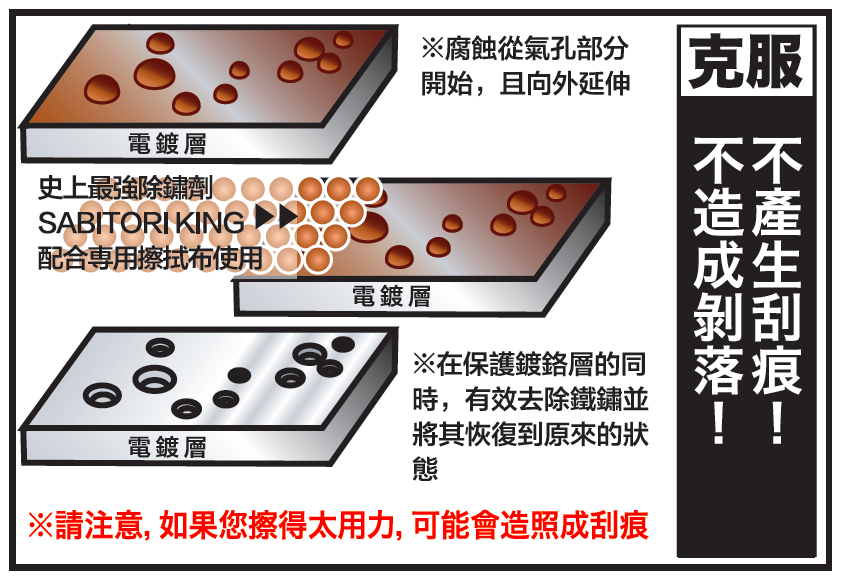 克服
不產生刮痕！
不造成剝落！
※腐蝕從氣孔部分
開始，且向外延伸
電鍍層
史上最強除鏽劑
SABITORI KING ▶▶
配合專用擦拭布使用
電鍍層
※在保護鍍鉻層的同
時，有效去除鐵鏽並
將其恢復到原來的狀
態
電鍍層
※請注意, 如果您擦得太用力, 可能會造照成刮痕